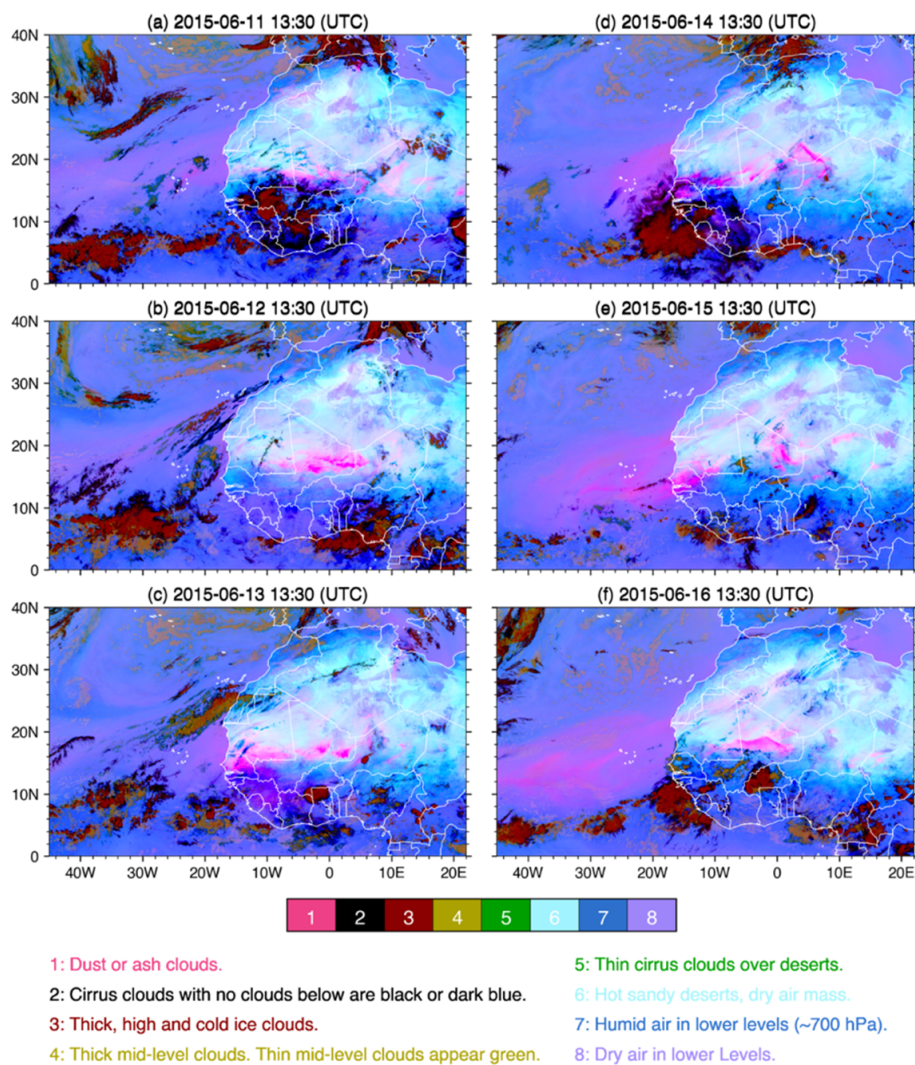 (a) 2015-06-11 13:30 (UTC)
(d) 2015-06-14 13:30 (UTC)
40N
30N
20N
10N
0
(b) 2015-06-12 13:30 (UTC)
(e) 2015-06-15 13:30 (UTC)
40N
30N
20N
10N
0
(c) 2015-06-13 13:30 (UTC)
(f) 2015-06-16 13:30 (UTC)
40N
30N
20N
10N
0
40W 30W 20W 10W 0 10E 20E
40W 30W 20W 10W 0 10E 20E
1 2 3 4 5 6 7 8
1: Dust or ash clouds.
2: Cirrus clouds with no clouds below are black or dark blue.
3: Thick, high and cold ice clouds.
4: Thick mid-level clouds. Thin mid-level clouds appear green.
5: Thin cirrus clouds over deserts.
6: Hot sandy deserts, dry air mass.
7: Humid air in lower levels (~700 hPa).
8: Dry air in lower Levels.